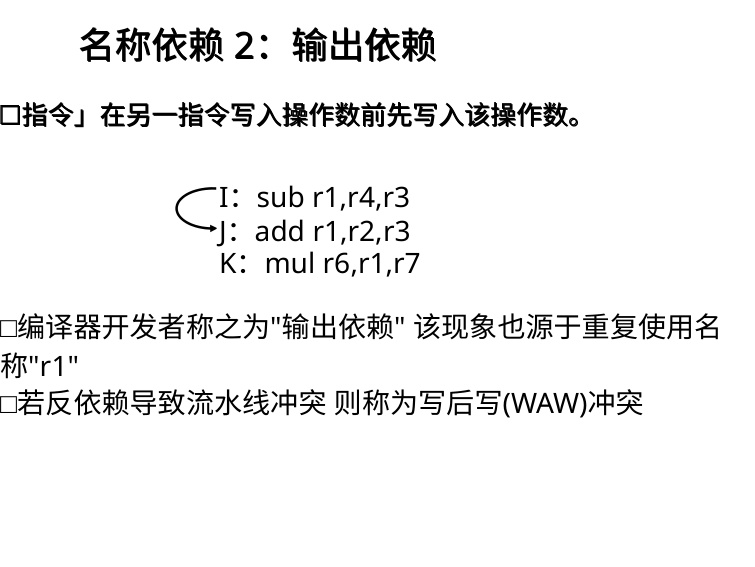 名称依赖 2：输出依赖
□指令」在另一指令写入操作数前先写入该操作数。
I：sub r1,r4,r3
J：add r1,r2,r3
K：mul r6,r1,r7
□编译器开发者称之为"输出依赖" 该现象也源于重复使用名
称"r1"
□若反依赖导致流水线冲突 则称为写后写(WAW)冲突